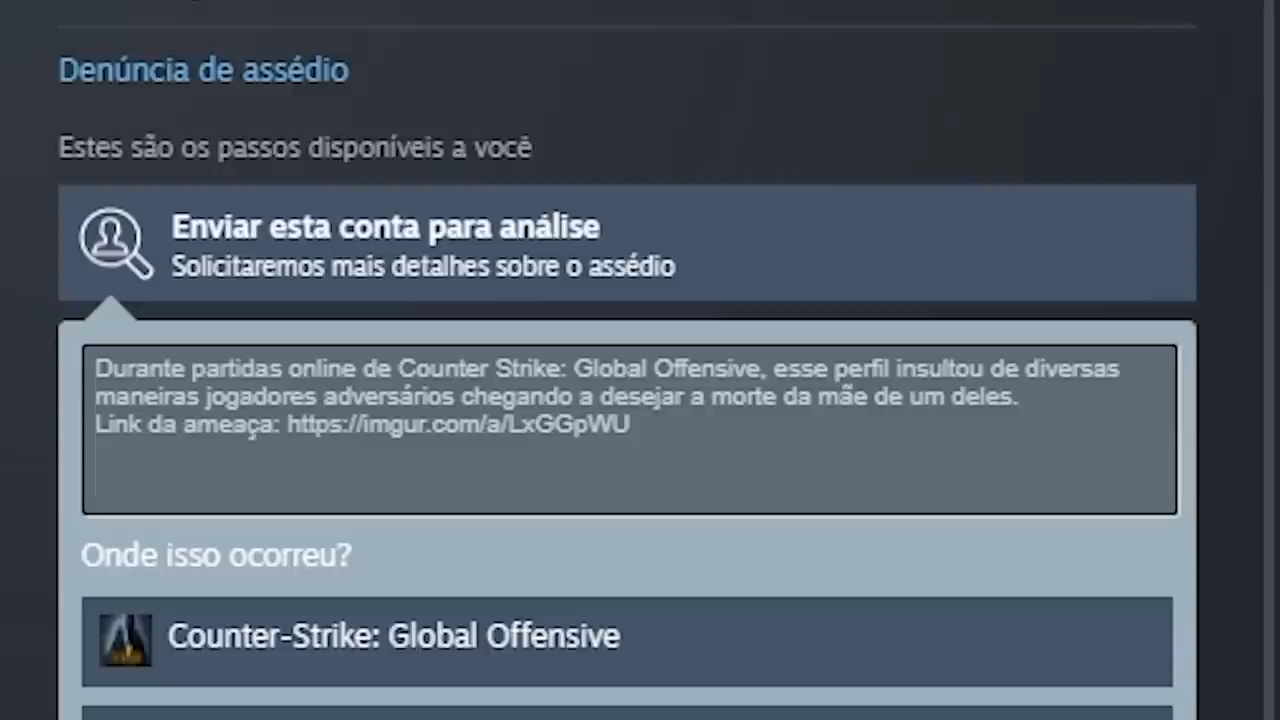 Denúncia de assédio
Estes são os passos disponíveis a você
Enviar esta conta para análise
Solicitaremos mais detalhes sobre o assédio
Durante partidas online de Counter Strike: Global Offensive, esse perfil insultou de diversas
maneiras jogadores adversários chegando a desejar a morte da mãe de um deles.
Link da ameaça: https://imgur.com/a/LxGGpWU
Onde isso ocorreu?
Counter-Strike: Global Offensive